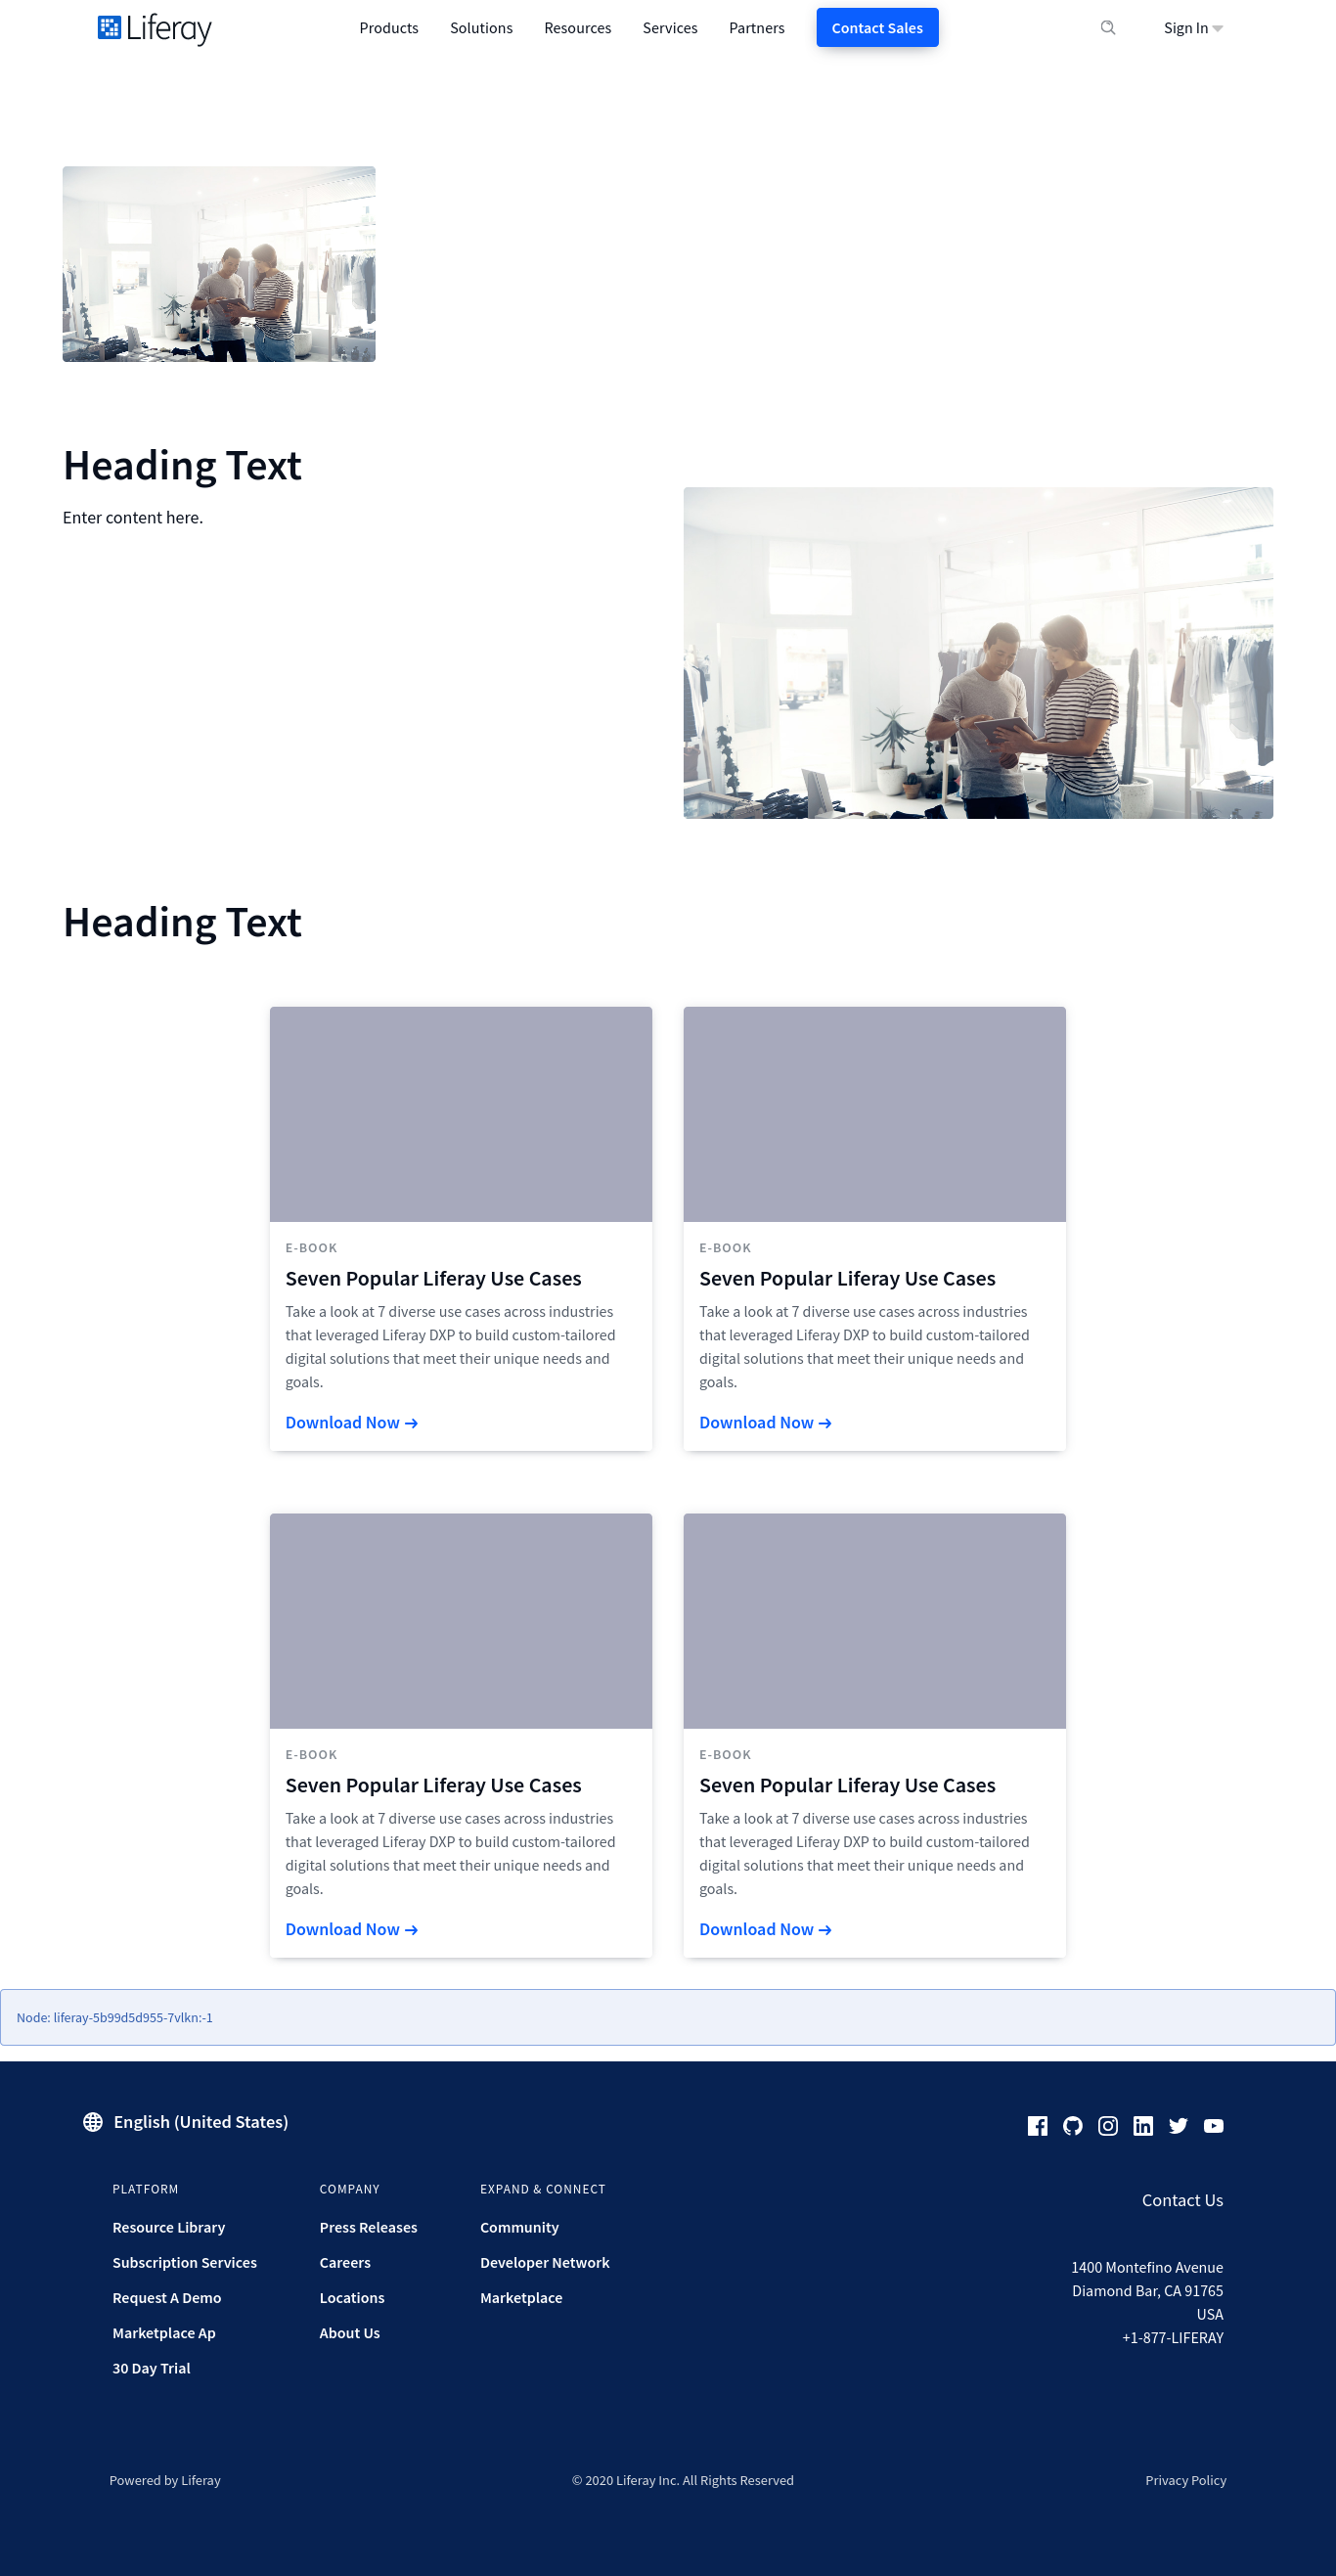 Liferay
Products Solutions Resources Services Partners Contact Sales Sign In
Heading Text
Enter content here.
Heading Text
E-BOOK
Seven Popular Liferay Use Cases
Take a look at 7 diverse use cases across industries
that leveraged Liferay DXP to build custom-tailored
digital solutions that meet their unique needs and
goals.
Download Now →
E-BOOK
Seven Popular Liferay Use Cases
Take a look at 7 diverse use cases across industries
that leveraged Liferay DXP to build custom-tailored
digital solutions that meet their unique needs and
goals.
Download Now →
E-BOOK
Seven Popular Liferay Use Cases
Take a look at 7 diverse use cases across industries
that leveraged Liferay DXP to build custom-tailored
digital solutions that meet their unique needs and
goals.
Download Now →
E-BOOK
Seven Popular Liferay Use Cases
Take a look at 7 diverse use cases across industries
that leveraged Liferay DXP to build custom-tailored
digital solutions that meet their unique needs and
goals.
Download Now →
Node: liferay-5b99d5d955-7vlkn:-1
English (United States)
PLATFORM
Resource Library
Subscription Services
Request A Demo
Marketplace Ap
30 Day Trial
COMPANY
Press Releases
Careers
Locations
About Us
EXPAND & CONNECT
Community
Developer Network
Marketplace
Contact Us
1400 Montefino Avenue
Diamond Bar, CA 91765
USA
+1-877-LIFERAY
Powered by Liferay
© 2020 Liferay Inc. All Rights Reserved
Privacy Policy